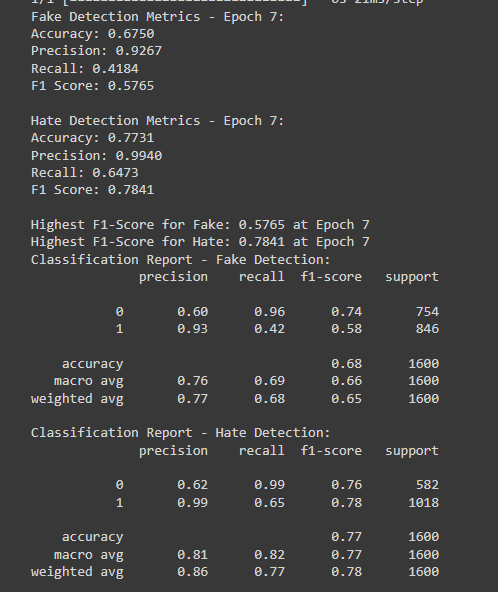 Fake Detection Metrics - Epoch 7:
Accuracy: 0.6750
Precision: 0.9267
Recall: 0.4184
F1 Score: 0.5765
Hate Detection Metrics - Epoch 7:
Accuracy: 0.7731
Precision: 0.9940
Recall: 0.6473
F1 Score: 0.7841
Highest F1-Score for Fake: 0.5765 at Epoch 7
Highest F1-Score for Hate: 0.7841 at Epoch 7
Classification Report - Fake Detection:
precision recall f1-score support
0 0.60 0.96 0.74 754
1 0.93 0.42 0.58 846
accuracy 0.68 1600
macro avg 0.76 0.69 0.66 1600
weighted avg 0.77 0.68 0.65 1600
Classification Report - Hate Detection:
precision recall f1-score support
0 0.62 0.99 0.76 582
1 0.99 0.65 0.78 1018
accuracy 0.77 1600
macro avg 0.81 0.82 0.77 1600
weighted avg 0.86 0.77 0.78 1600